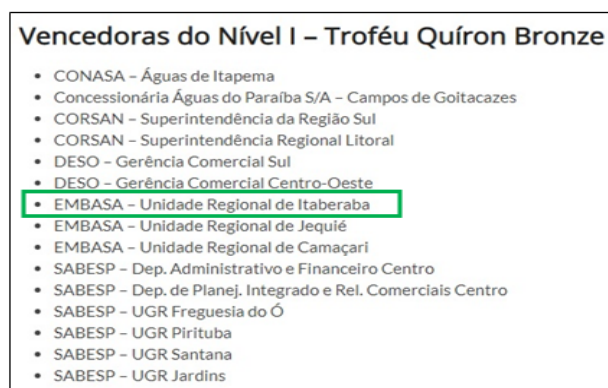 Vencedoras do Nível I – Troféu Quíron Bronze
• CONASA – Águas de Itapema
• Concessionária Águas do Paraíba S/A – Campos de Goitacazes
• CORSAN – Superintendência da Região Sul
• CORSAN – Superintendência Regional Litoral
• DESO – Gerência Comercial Sul
• DESO – Gerência Comercial Centro-Oeste
• EMBASA – Unidade Regional de Itaberaba
• EMBASA – Unidade Regional de Jequié
• EMBASA – Unidade Regional de Camaçari
• SABESP – Dep. Administrativo e Financeiro Centro
• SABESP – Dep. de Planej. Integrado e Rel. Comerciais Centro
• SABESP – UGR Freguesia do Ó
• SABESP – UGR Pirituba
• SABESP – UGR Santana
• SABESP – UGR Jardins